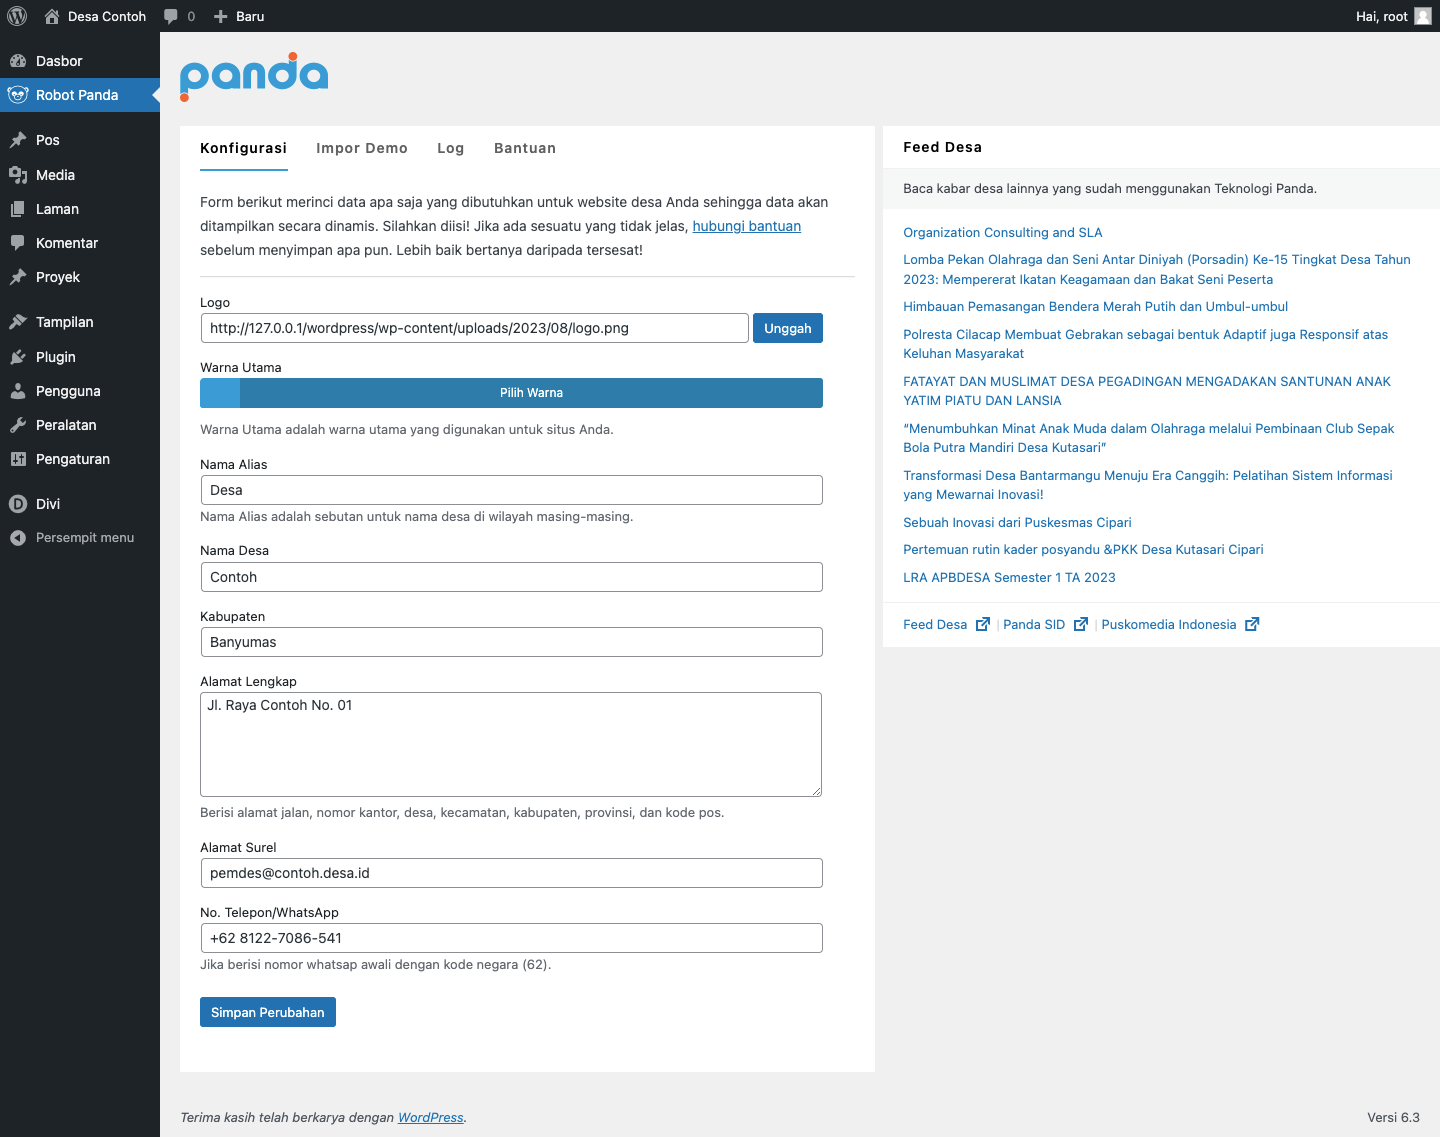 Desa Contoh
0
Baru
Hai, root
Dasbor
Robot Panda
Pos
Media
Laman
Komentar
Proyek
Tampilan
Plugin
Pengguna
Peralatan
Pengaturan
Divi
Persempit menu
panda
Konfigurasi
Impor Demo
Log
Bantuan
Form berikut merinci data apa saja yang dibutuhkan untuk website desa Anda sehingga data akan
ditampilkan secara dinamis. Silahkan diisi! Jika ada sesuatu yang tidak jelas, hubungi bantuan
sebelum menyimpan apa pun. Lebih baik bertanya daripada tersesat!
Logo
http://127.0.0.1/wordpress/wp-content/uploads/2023/08/logo.png
Unggah
Warna Utama
Pilih Warna
Warna Utama adalah warna utama yang digunakan untuk situs Anda.
Nama Alias
Desa
Nama Alias adalah sebutan untuk nama desa di wilayah masing-masing.
Nama Desa
Contoh
Kabupaten
Banyumas
Alamat Lengkap
Jl. Raya Contoh No. 01
Berisi alamat jalan, nomor kantor, desa, kecamatan, kabupaten, provinsi, dan kode pos.
Alamat Surel
pemdes@contoh.desa.id
No. Telepon/WhatsApp
+62 8122-7086-541
Jika berisi nomor whatsap awali dengan kode negara (62).
Simpan Perubahan
Feed Desa
Baca kabar desa lainnya yang sudah menggunakan Teknologi Panda.
Organization Consulting and SLA
Lomba Pekan Olahraga dan Seni Antar Diniyah (Porsadin) Ke-15 Tingkat Desa Tahun
2023: Mempererat Ikatan Keagamaan dan Bakat Seni Peserta
Himbauan Pemasangan Bendera Merah Putih dan Umbul-umbul
Polresta Cilacap Membuat Gebrakan sebagai bentuk Adaptif juga Responsif atas
Keluhan Masyarakat
FATAYAT DAN MUSLIMAT DESA PEGADINGAN MENGADAKAN SANTUNAN ANAK
YATIM PIATU DAN LANSIA
“Menumbuhkan Minat Anak Muda dalam Olahraga melalui Pembinaan Club Sepak
Bola Putra Mandiri Desa Kutasari”
Transformasi Desa Bantarmangu Menuju Era Canggih: Pelatihan Sistem Informasi
yang Mewarnai Inovasi!
Sebuah Inovasi dari Puskesmas Cipari
Pertemuan rutin kader posyandu &PKK Desa Kutasari Cipari
LRA APBDESA Semester 1 TA 2023
Feed Desa | Panda SID | Puskomedia Indonesia
Terima kasih telah berkarya dengan WordPress.
Versi 6.3